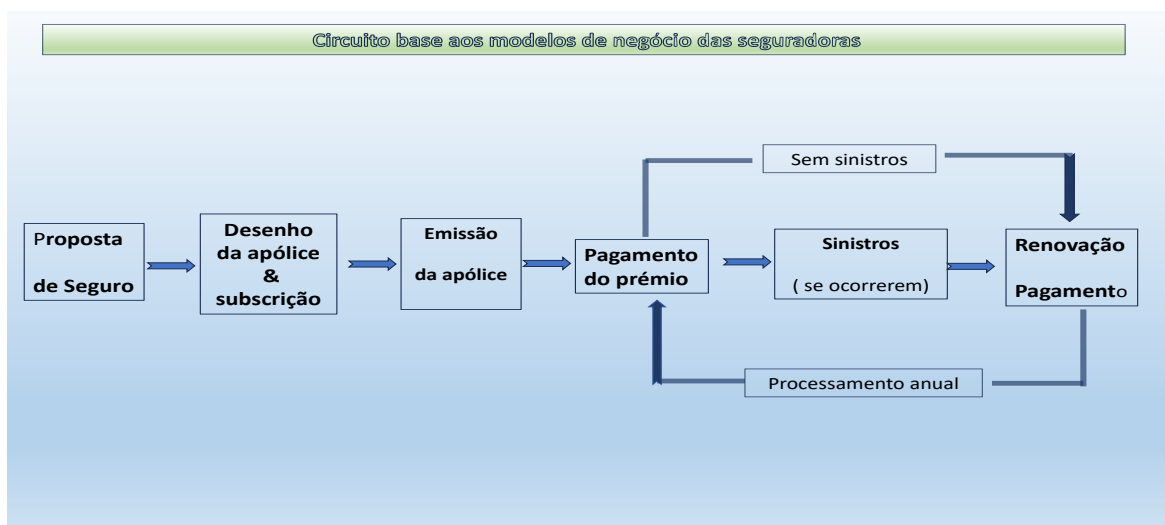 Circuito base aos modelos de negócio das seguradoras
Sem sinistros
Proposta
de Seguro
Desenho
da apólice
&
subscrição
Emissão
da apólice
Pagamento
do prémio
Sinistros
( se ocorrerem)
Renovação
Pagamento
Processamento anual